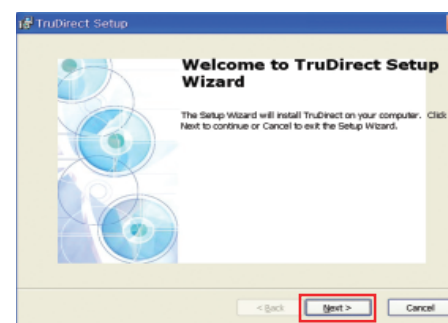 TruDirect Setup
Welcome to TruDirect Setup
Wizard
The Setup Wizard will install TruDirect on your computer. Click
Next to continue or Cancel to exit the Setup Wizard.
< Back
Next >
Cancel